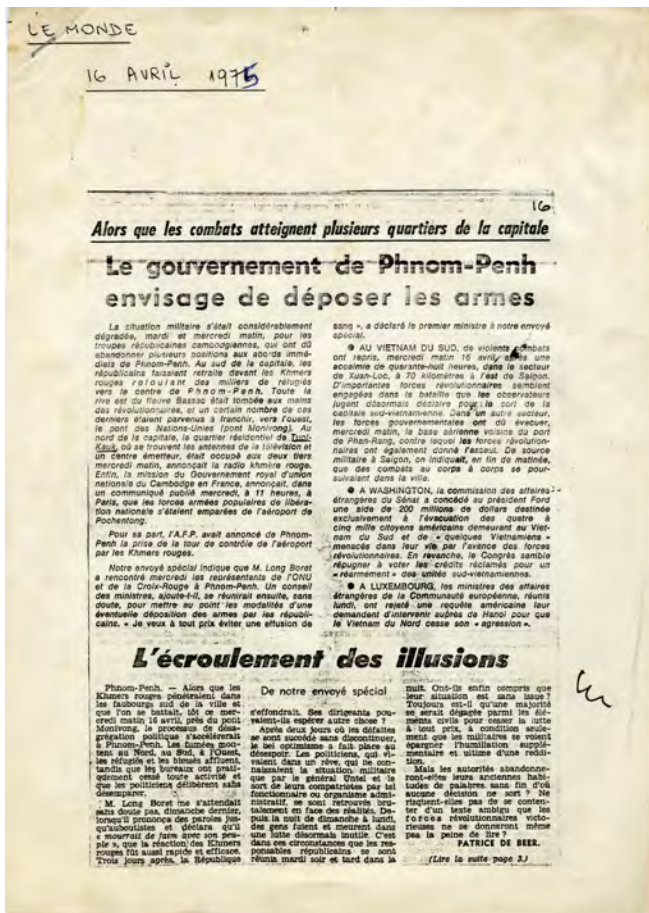 LE MONDE
16 AVRIL 1975
16
Alors que les combats atteignent plusieurs quartiers de la capitale
Le gouvernement de Phnom-Penh
envisage de déposer les armes
La situation militaire s'était considérablement
dégradée, mardi et mercredi matin, pour les
troupes républicaines cambodgiennes, qui ont dû
abandonner plusieurs positions aux abords immé-
diats de Phnom-Penh. Au sud de la capitale, les
républicains faisaient retraite devant les Khmers
rouges refoulant des milliers de réfugiés
vers le centre de Phnom-Penh. Toute la
rive est du fleuve Bassac était tombée aux mains
des révolutionnaires, et un certain nombre de ces
derniers étaient parvenus à franchir, vers l'ouest,
le pont des Nations-Unies (pont Monivong). Au
nord de la capitale, le quartier résidentiel de Tuol-
Kauk, où se trouvent les antennes de la télévision et
un centre émetteur, était occupé aux deux tiers
mercredi matin, annonçait la radio khmère rouge.
Enfin, la mission du Gouvernement royal d'union
nationale du Cambodge en France, annonçait, dans
un communiqué publié mercredi, à 11 heures, à
Paris, que les forces armées populaires de libéra-
tion nationale s'étaient emparées de l'aéroport de
Pochentong.
Pour sa part, l'A.F.P. avait annoncé de Phnom-
Penh la prise de la tour de contrôle de l'aéroport
par les Khmers rouges.
Notre envoyé spécial indique que M. Long Boret
a rencontré mercredi les représentants de l'ONU
et de la Croix-Rouge à Phnom-Penh. Un conseil
des ministres, ajoute-t-il, se réunirait ensuite, sans
doute, pour mettre au point les modalités d'une
éventuelle déposition des armes par les républi-
cains. « Je veux à tout prix éviter une effusion de
sang », a déclaré le premier ministre à notre envoyé
spécial.
● AU VIETNAM DU SUD, de violents combats
ont repris, mercredi matin 16 avril, après une
accalmie de quarante-huit heures, dans le secteur
de Xuan-Loc, à 70 kilomètres à l'est de Saïgon.
D'importantes forces révolutionnaires semblent
engagées dans la bataille que les observateurs
jugent désormais décisive pour le sort de la
capitale sud-vietnamienne. Dans un autre secteur,
les forces gouvernementales ont dû évacuer,
mercredi matin, la base aérienne voisine du port
de Phan-Rang, contre lequel les forces révolution-
naires ont également donné l'assaut. De source
militaire à Saïgon, on indiquait, en fin de matinée,
que des combats au corps à corps se pour-
suivaient dans la ville.
● A WASHINGTON, la commission des affaires
étrangères du Sénat a concédé au président Ford
une aide de 200 millions de dollars destinée
exclusivement à l'évacuation des quatre à
cinq mille citoyens américains demeurant au Viet-
nam du Sud et de « quelques Vietnamiens »
menacés dans leur vie par l'avance des forces
révolutionnaires. En revanche, le Congrès semble
répugner à voter les crédits réclamés pour un
« réarmement » des unités sud-vietnamiennes.
● A LUXEMBOURG, les ministres des affaires
étrangères de la Communauté européenne, réunis
lundi, ont rejeté une requête américaine leur
demandant d'intervenir auprès de Hanoï pour que
le Vietnam du Nord cesse son « agression ».
L'écroulement des illusions
Phnom-Penh. — Alors que les
Khmers rouges pénétraient dans
les faubourgs sud de la ville et
que l'on se battait, tôt ce mer-
credi matin 16 avril, près du pont
Monivong, le processus de désa-
grégation politique s'accélérait
à Phnom-Penh. Les fumées mon-
tent au Nord, au Sud, à l'Ouest,
les réfugiés et les blessés affluent,
tandis que les bureaux ont prati-
quement cessé toute activité et
que les politiciens délibèrent sans
désemparer.
M. Long Boret ne s'attendait
sans doute pas, dimanche dernier,
lorsqu'il prononça des paroles jus-
qu'auboutistes et déclara qu'il
« mourrait de faim avec son peu-
ple », que la réaction des Khmers
rouges fût aussi rapide et efficace.
Trois jours après, la République
De notre envoyé spécial
s'effondrait. Ses dirigeants pou-
vaient-ils espérer autre chose ?
Après deux jours où les défaites
se sont succédé sans discontinuer,
le bel optimisme a fait place au
désespoir. Les politiciens, qui vi-
vaient dans un rêve, qui ne con-
naissaient la situation militaire
que par le général Untel et le
sort de leurs compatriotes par tel
fonctionnaire ou organisme admi-
nistratif, se sont retrouvés bru-
talement en face des réalités. De-
puis la nuit de dimanche à lundi,
des gens fuient et meurent dans
une lutte désormais inutile. C'est
dans ces circonstances que les res-
ponsables républicains se sont
réunis mardi soir et tard dans la
nuit. Ont-ils enfin compris que
leur situation est sans issue ?
Toujours est-il qu'une majorité
se serait dégagée parmi les élé-
ments civils pour cesser la lutte
à tout prix, à condition seule-
ment que les militaires se voient
épargner l'humiliation supplé-
mentaire et ultime d'une reddi-
tion.
Mais les autorités abandonne-
ront-elles leurs anciennes habi-
tudes de palabres sans fin d'où
aucune décision ne sort ? Ne
risquent-elles pas de se conten-
ter d'un texte ambigu que les
forces révolutionnaires victo-
rieuses ne se donneront même
pas la peine de lire ?
PATRICE DE BEER.
(Lire la suite page 3.)